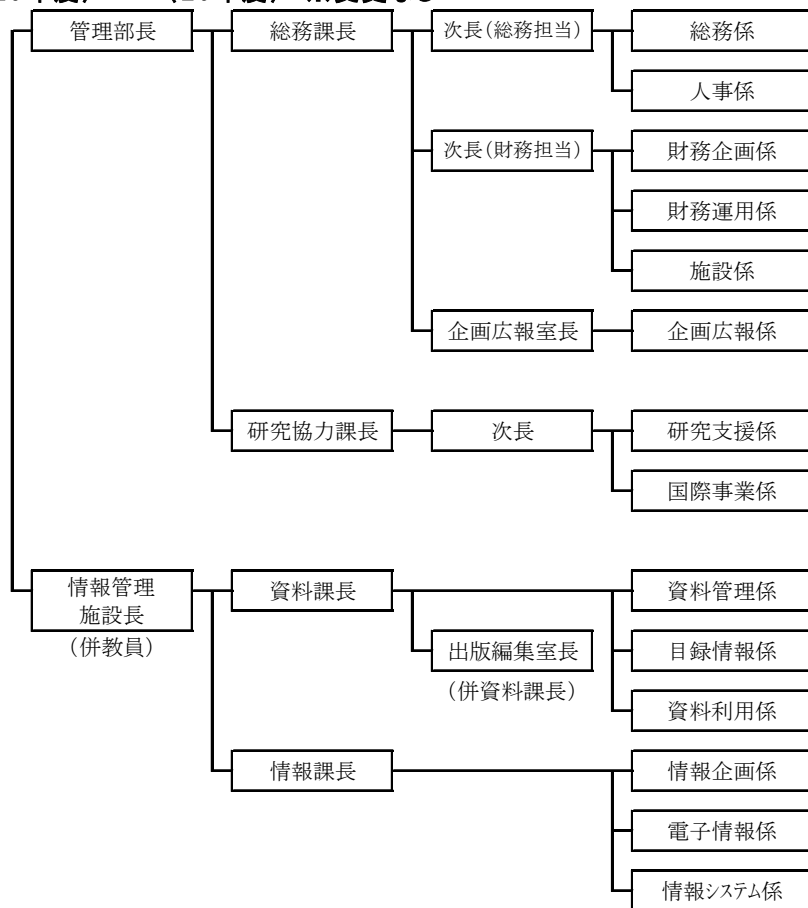 管理部長
総務課長
次長(総務担当)
総務係
人事係
次長(財務担当)
財務企画係
財務運用係
施設係
企画広報室長
企画広報係
研究協力課長
次長
研究支援係
国際事業係
情報管理
施設長
(併教員)
資料課長
資料管理係
出版編集室長
(併資料課長)
目録情報係
資料利用係
情報課長
情報企画係
電子情報係
情報システム係